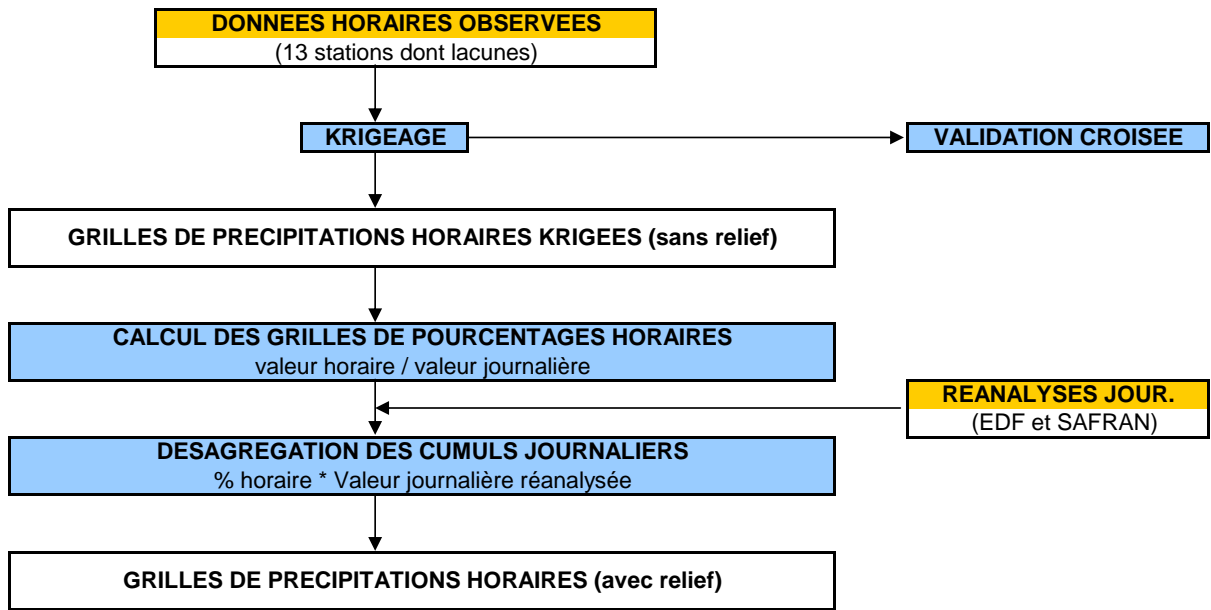 DONNEES HORAIRES OBSERVEES
(13 stations dont lacunes)
KRIGEAGE
VALIDATION CROISEE
GRILLES DE PRECIPITATIONS HORAIRES KRIGEES (sans relief)
CALCUL DES GRILLES DE POURCENTAGES HORAIRES
valeur horaire / valeur journalière
REANALYSES JOUR.
(EDF et SAFRAN)
DESAGREGATION DES CUMULS JOURNALIERS
% horaire * Valeur journalière réanalysée
GRILLES DE PRECIPITATIONS HORAIRES (avec relief)